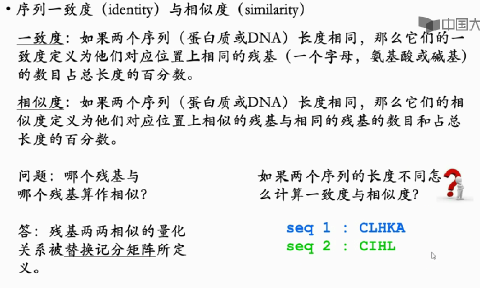 • 序列一致度（identity）与相似度（similarity）
中国大
一致度：如果两个序列（蛋白质或DNA）长度相同，那么它们的一
致度定义为他们对应位置上相同的残基（一个字母，氨基酸或碱基）
的数目占总长度的百分数。
相似度：如果两个序列（蛋白质或DNA）长度相同，那么它们的相
似度定义为他们对应位置上相似的残基与相同的残基的数目和占总
长度的百分数。
问题：哪个残基与
哪个残基算作相似？
答：残基两两相似的量化
关系被替换记分矩阵所定
义。
如果两个序列的长度不同怎
么计算一致度与相似度？
seq 1 : CLHKA
seq 2 : CIHL